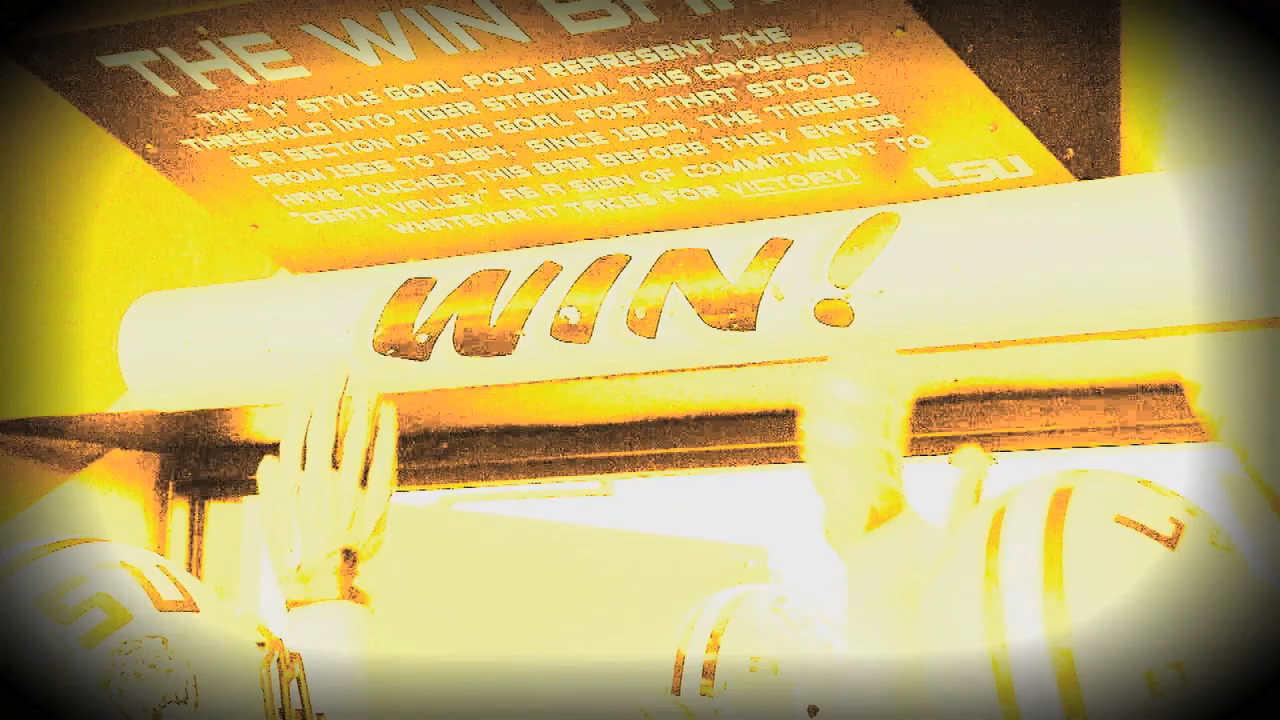 THE WIN BAR
THE "H" STYLE GOAL POST REPRESENT THE
THRESHOLD INTO TIGER STADIUM. THIS CROSSBAR
IS A SECTION OF THE GOAL POST THAT STOOD
FROM 1955 TO 1984. SINCE 1984, THE TIGERS
HAVE TOUCHED THIS BAR BEFORE THEY ENTER
"DEATH VALLEY" AS A SIGN OF COMMITMENT TO
WHATEVER IT TAKES FOR VICTORY!
LSU
WIN!
SU
L